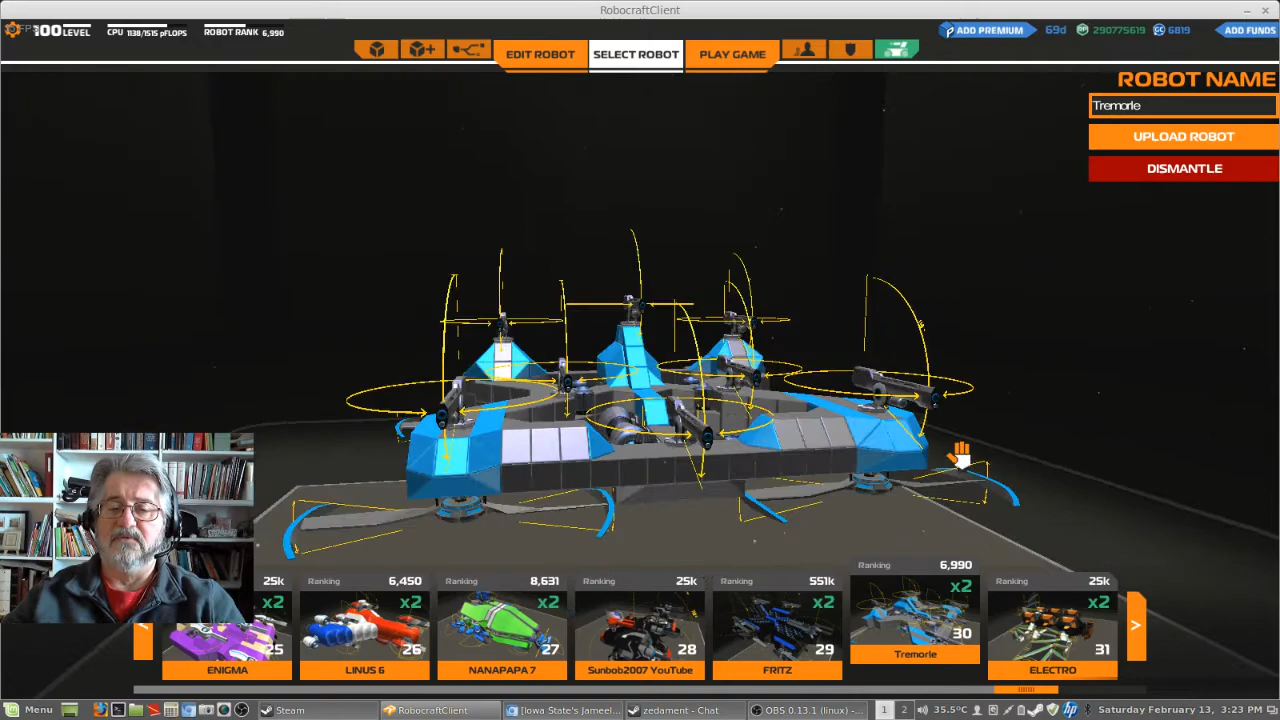 RobocraftClient
100 LEVEL
CPU 1138/1515 pFLOPS
ROBOT RANK 6,990
ADD PREMIUM
69d
290775619
6819
ADD FUNDS
EDIT ROBOT
SELECT ROBOT
PLAY GAME
ROBOT NAME
Tremorle
UPLOAD ROBOT
DISMANTLE
25k
x2
25
ENIGMA
Ranking 6,450
x2
26
LINUS 6
Ranking 8,631
x2
27
NANAPAPA 7
Ranking 25k
28
Sunbob2007 YouTube
Ranking 551k
x2
29
FRITZ
Ranking 6,990
x2
30
Tremorle
Ranking 25k
x2
31
ELECTRO
Menu
Steam
RobocraftClient
[Iowa State's Jameel...
zedament - Chat
OBS 0.13.1 (linux) -...
1
2
35.5°C
Saturday February 13, 3:23 PM